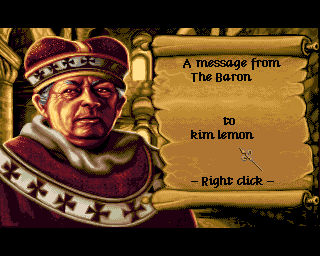 A message from
The Baron
to
kim lemon
– Right click –